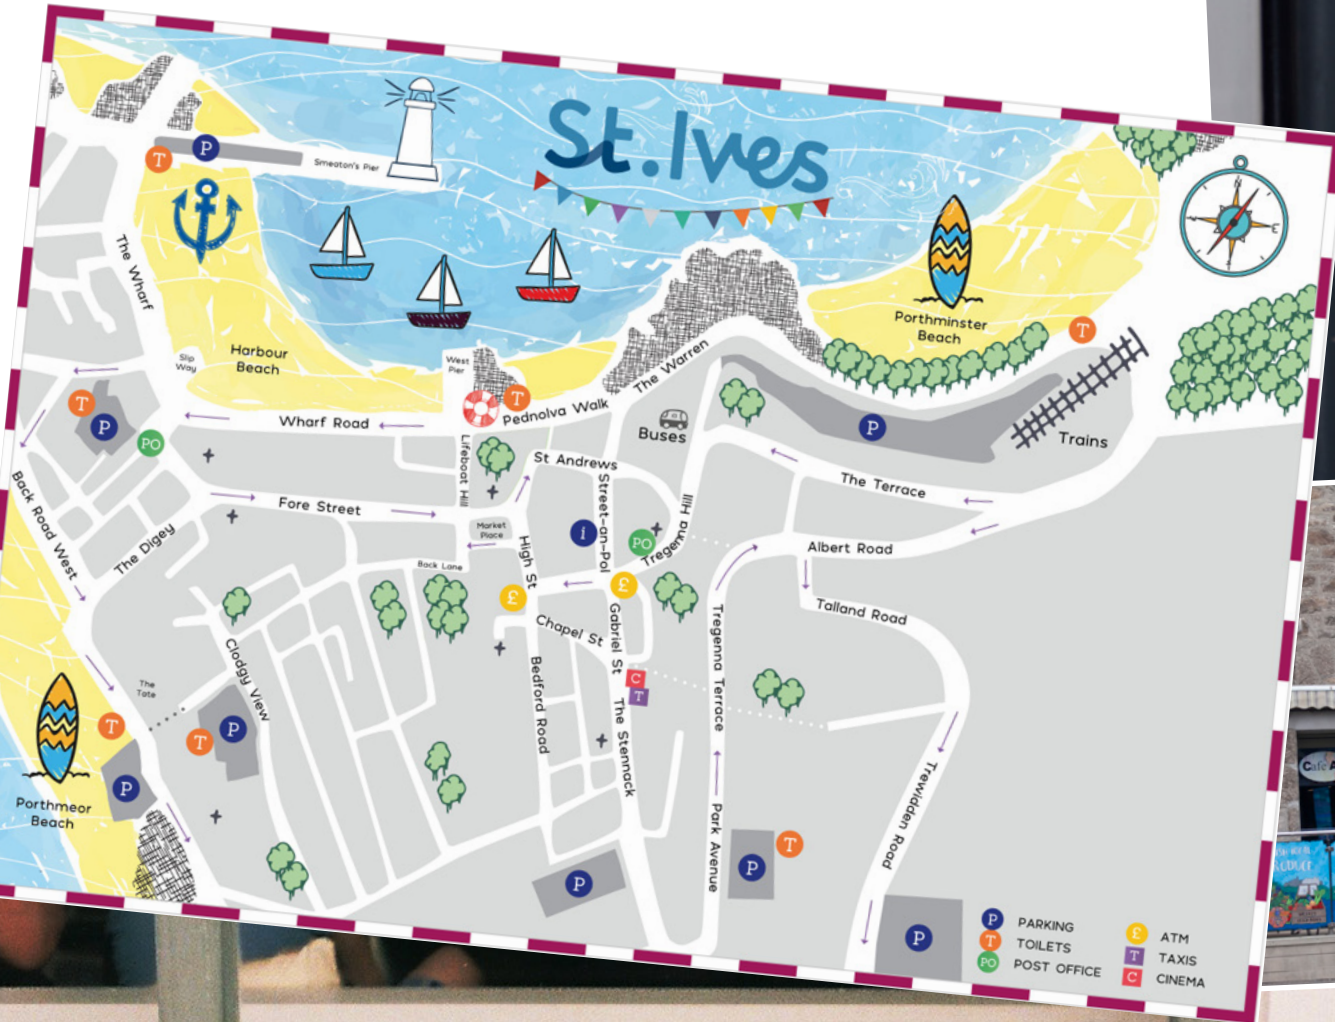 St.Ives
Smeaton's Pier
P
T
The Wharf
N
E
Porthminster
Beach
T
Slip
Way
Harbour
Beach
West
Pier
T
The Warren
Pednolva Walk
Buses
P
Trains
T
P
PO
Wharf Road
Lifeboat Hill
St Andrews
Street-an-Pol
The Terrace
Back Road West
The Digey
Fore Street
Market
Place
High St
i
PO
Tregenna Hill
Albert Road
Back Lane
£
£
Talland Road
Chapel St
Gabriel St
Tregenna Terrace
Clodgy View
The
Tate
Bedford Road
C
T
The Stennack
T
T
P
P
Porthmeor
Beach
Trewidden Road
Park Avenue
P
T
P
P
P PARKING
T TOILETS
PO POST OFFICE
£ ATM
T TAXIS
C CINEMA